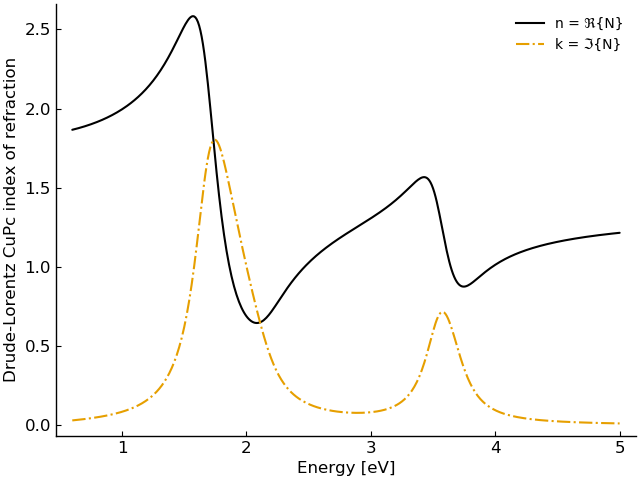 Drude-Lorentz CuPc index of refraction
2.5
2.0
1.5
1.0
0.5
0.0
n = ℜ{N}
k = ℑ{N}
1 2 3 4 5
Energy [eV]